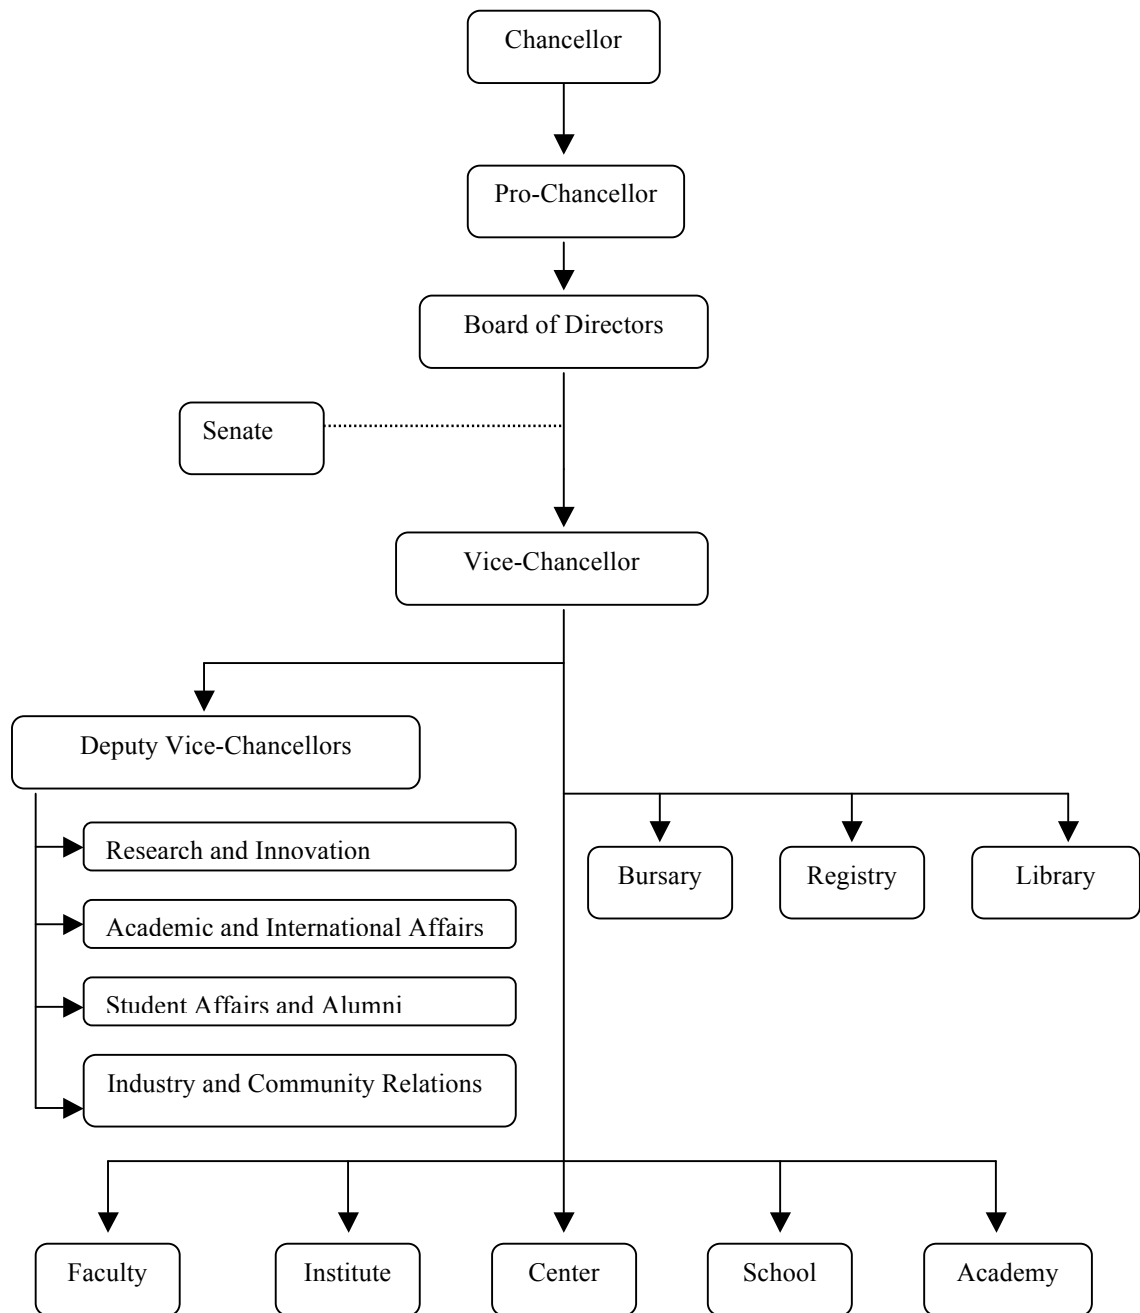 Chancellor
Pro-Chancellor
Board of Directors
Senate
Vice-Chancellor
Deputy Vice-Chancellors
Research and Innovation
Academic and International Affairs
Student Affairs and Alumni
Industry and Community Relations
Bursary
Registry
Library
Faculty
Institute
Center
School
Academy